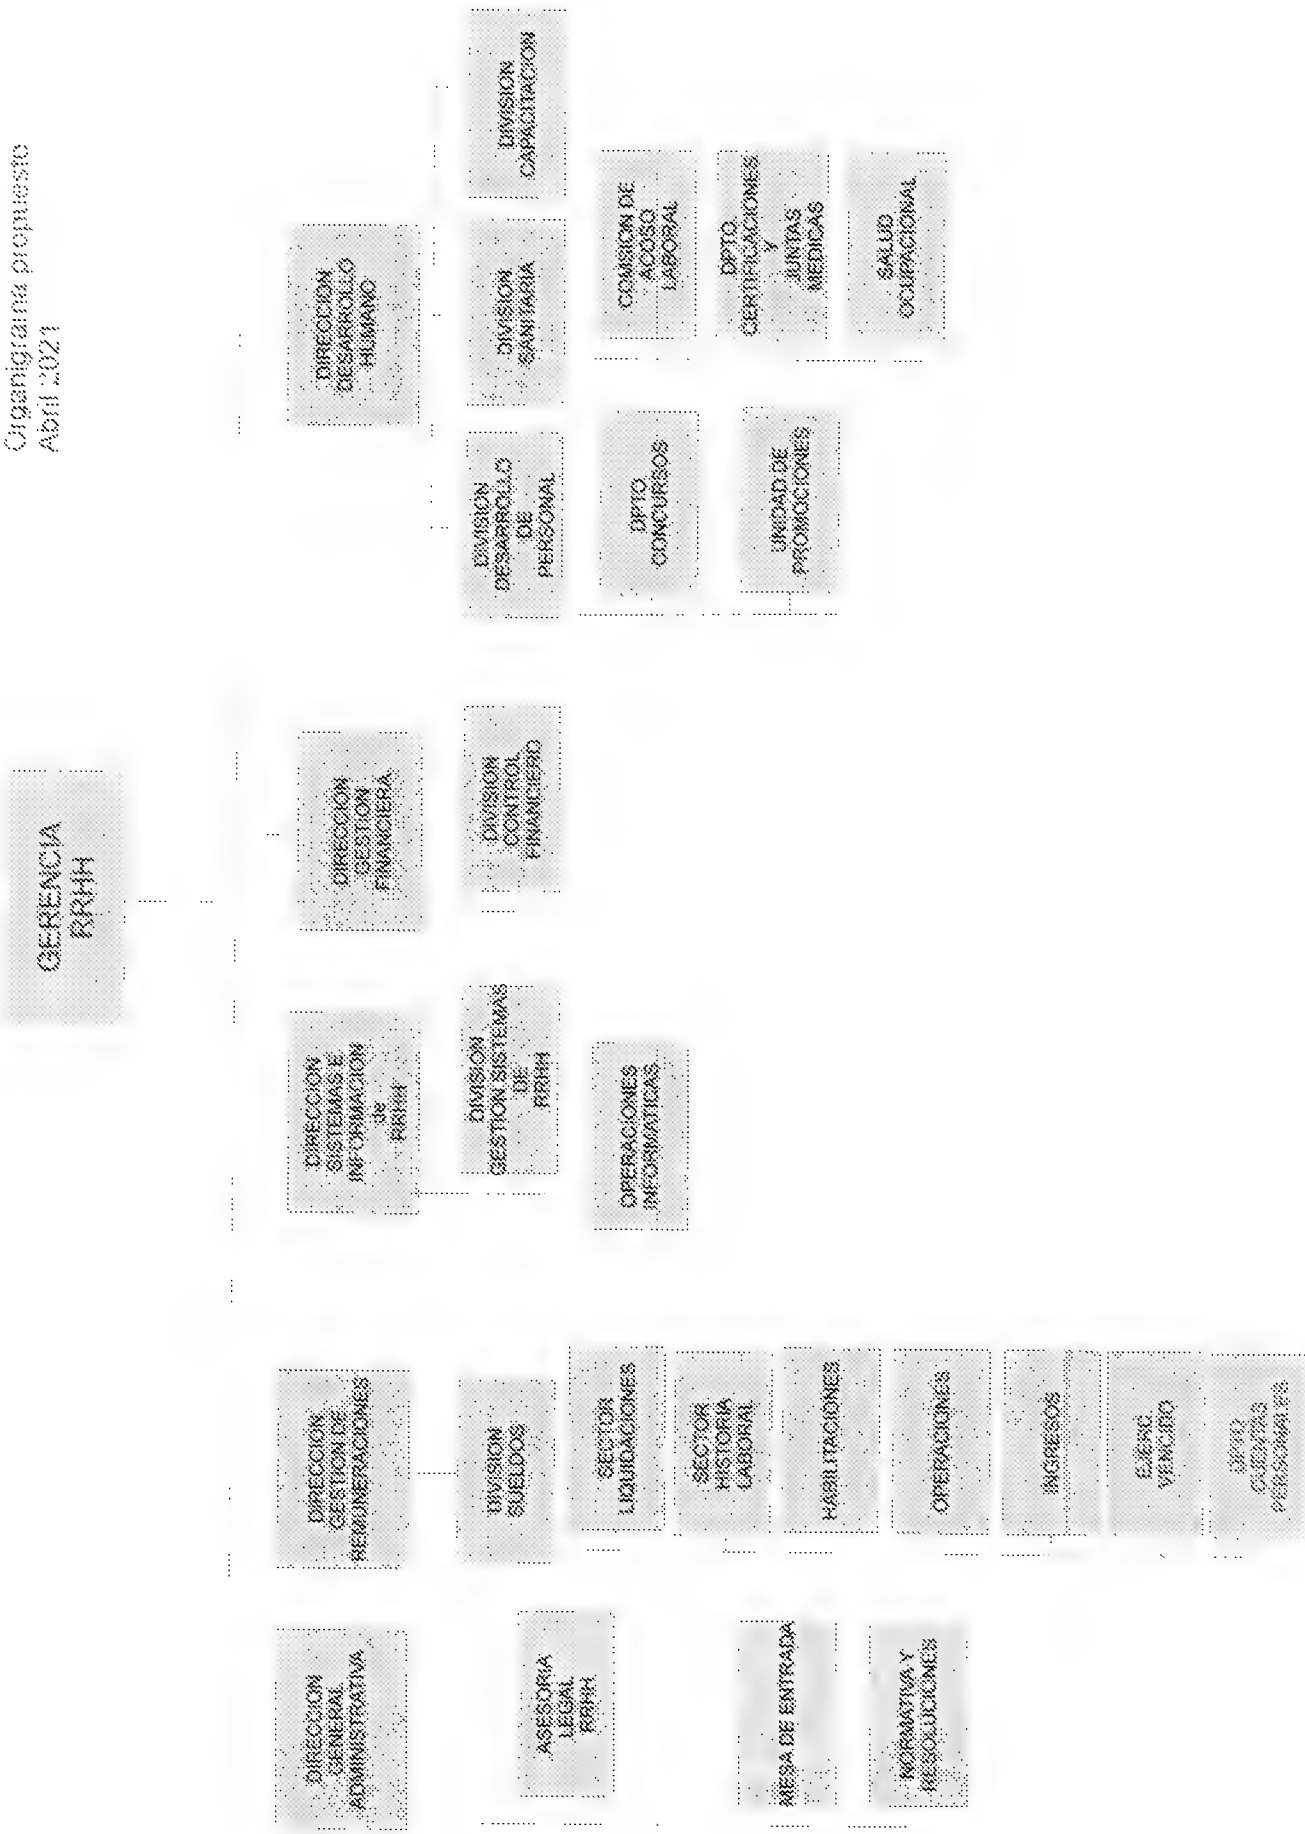 Organigrama propuesto
Abril 2021
GERENCIA
RRHH
DIRECCION
GENERAL
ADMINISTRATIVA
ASESORIA
LEGAL
RRHH
MESA DE ENTRADA
NORMATIVA Y
RESOLUCIONES
DIRECCION
GESTION DE
REMUNERACIONES
DIVISION
SUELDOS
SECTOR
LIQUIDACIONES
SECTOR
HISTORIA
LABORAL
HABILITACIONES
OPERACIONES
INGRESOS
EJERC.
VENCIDO
DPTO
CUENTAS
PERSONALES
DIRECCION
SISTEMAS E
INFORMACION
de
RRHH
DIVISION
GESTION SISTEMAS
DE
RRHH
OPERACIONES
INFORMATICAS
DIRECCION
GESTION
FINANCIERA
DIVISION
CONTROL
FINANCIERO
DIRECCION
DESARROLLO
HUMANO
DIVISION
DESARROLLO
DE
PERSONAL
DPTO
CONCURSOS
UNIDAD DE
PROMOCIONES
DIVISION
SANITARIA
COMISION DE
ACOSO
LABORAL
DPTO
CERTIFICACIONES
Y
JUNTAS
MEDICAS
SALUD
OCUPACIONAL
DIVISION
CAPACITACION